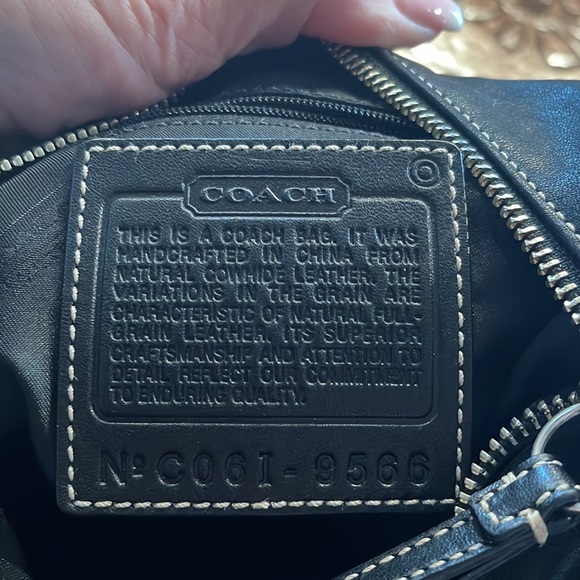 COACH
THIS IS A COACH BAG. IT WAS
HANDCRAFTED IN CHINA FROM
NATURAL COWHIDE LEATHER. THE
VARIATIONS IN THE GRAIN ARE
CHARACTERISTIC OF NATURAL FULL-
GRAIN LEATHER. ITS SUPERIOR
CRAFTSMANSHIP AND ATTENTION TO
DETAIL REFLECT OUR COMMITMENT
TO ENDURING QUALITY.
Nº C06I-9566